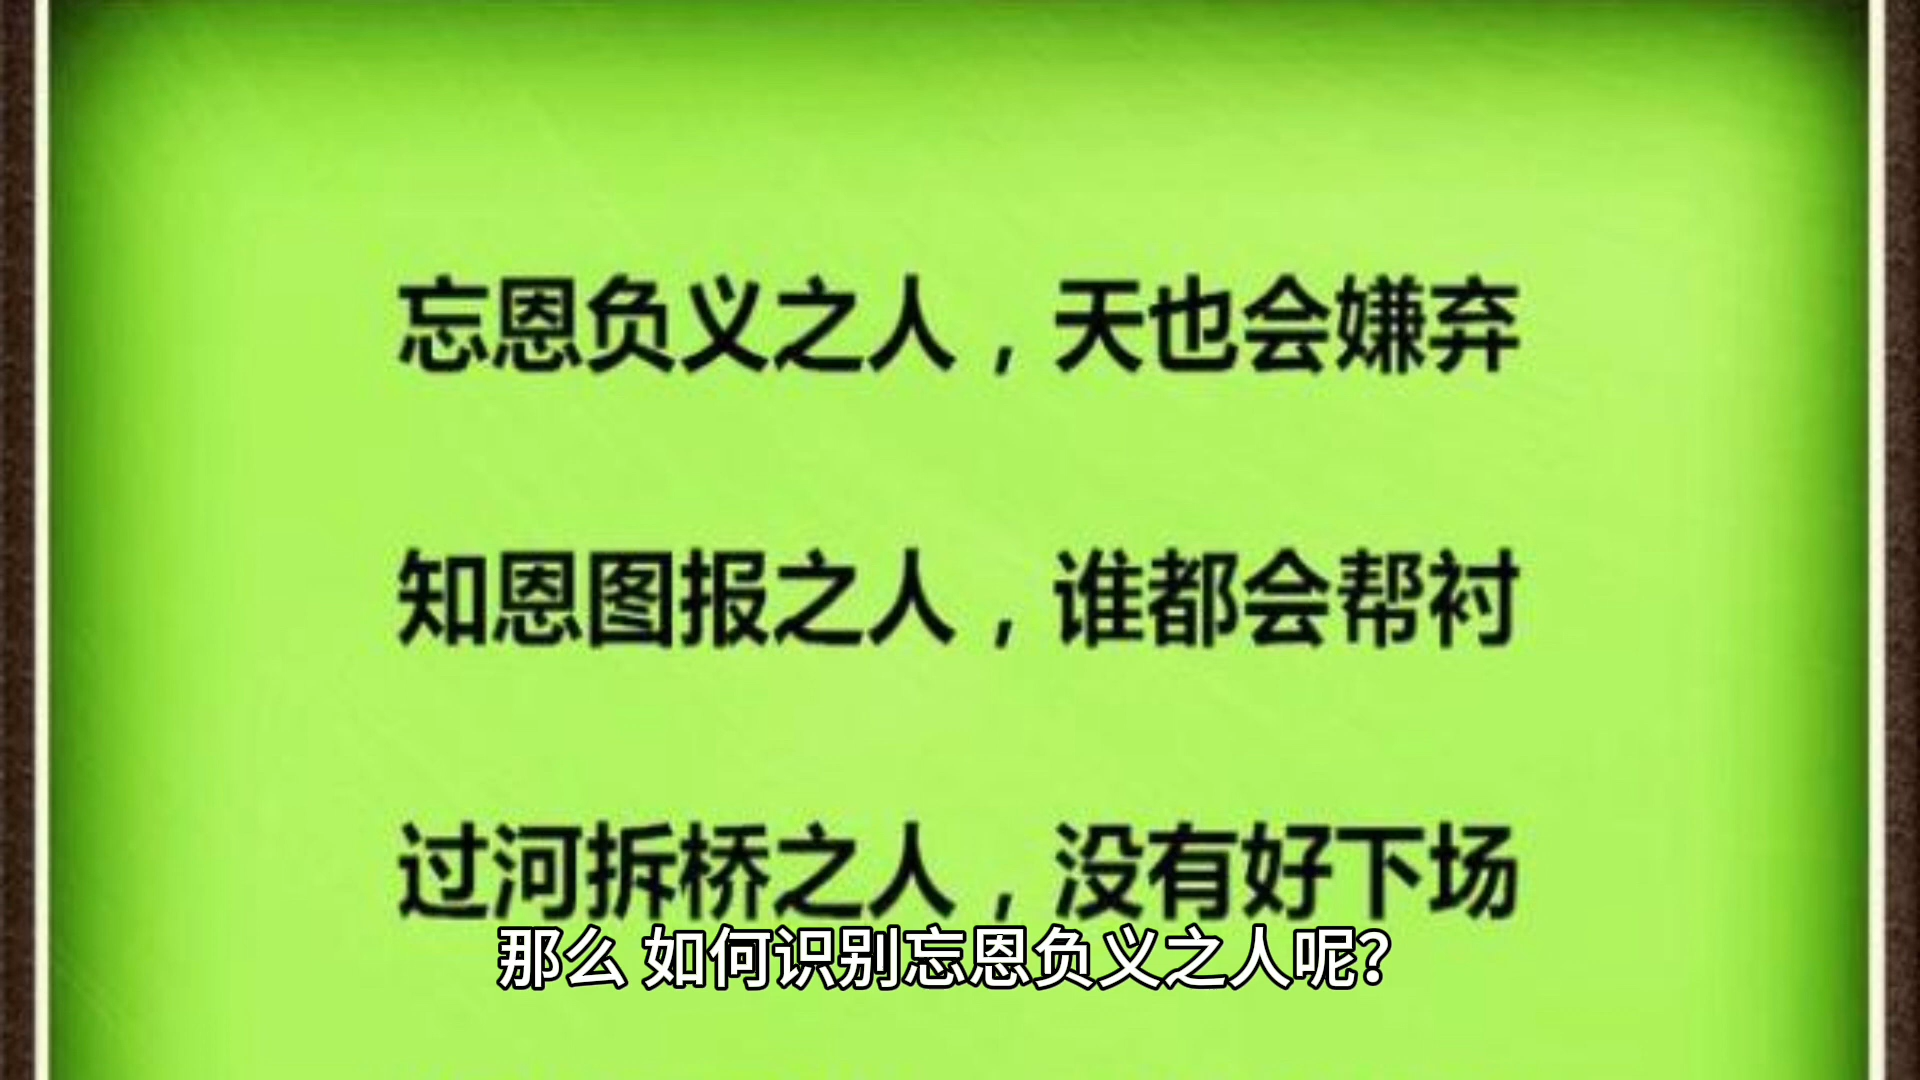 忘恩负义之人，天也会嫌弃
知恩图报之人，谁都会帮衬
过河拆桥之人，没有好下场
那么 如何识别忘恩负义之人呢?